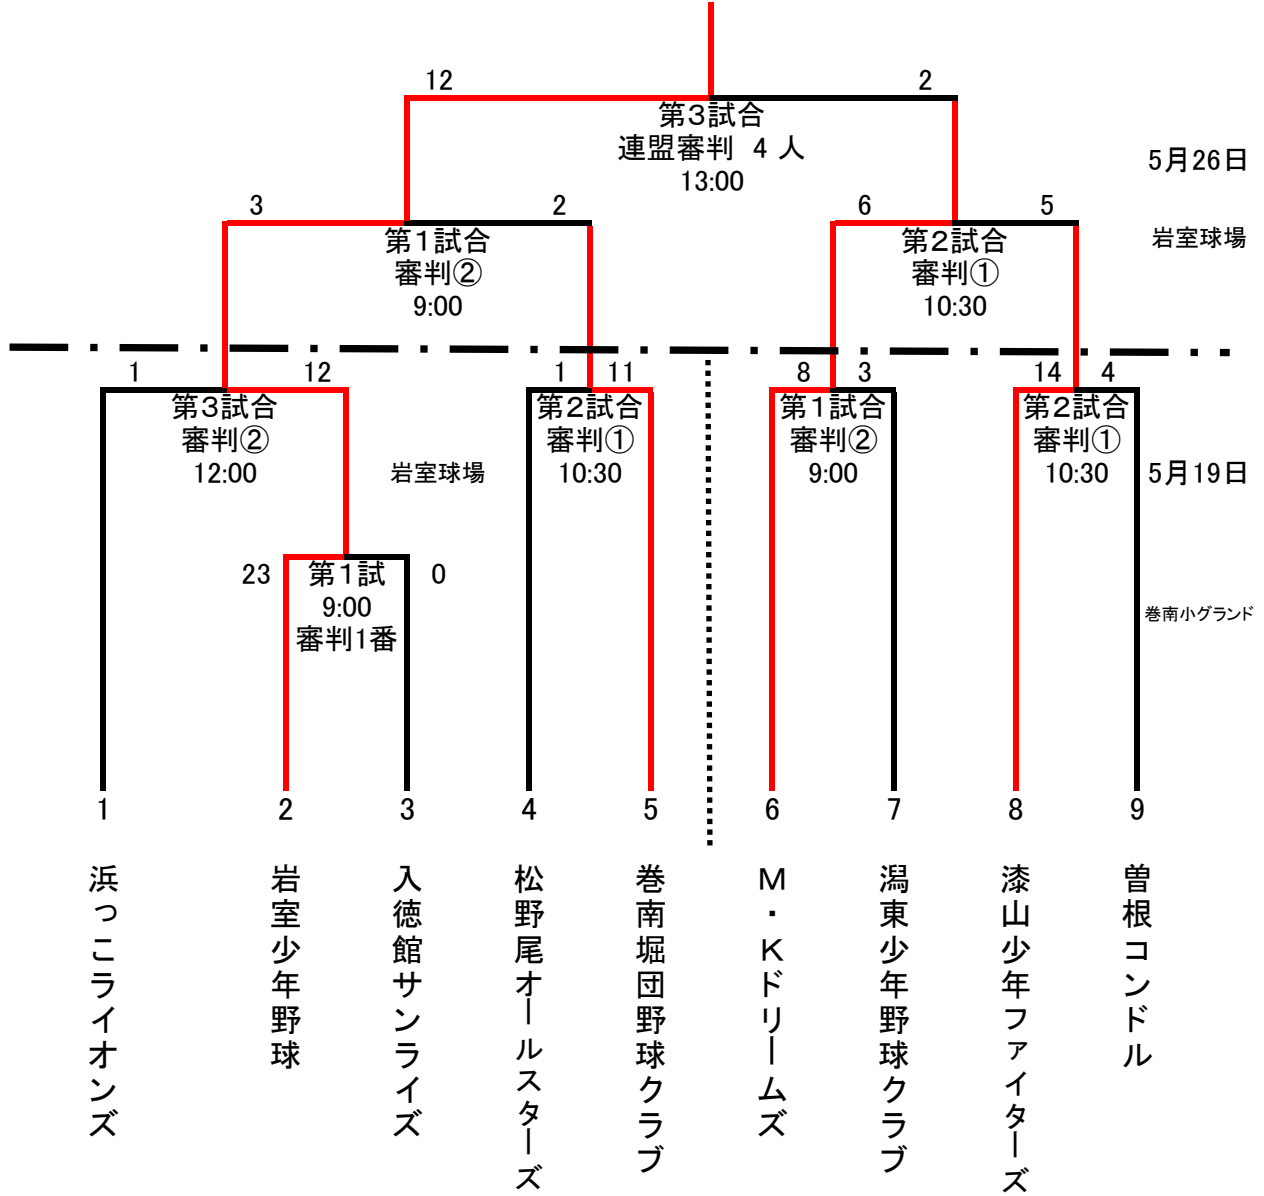 12
2
第3試合
連盟審判 4 人
13:00
5月26日
3
2
6
5
第1試合
審判②
9:00
第2試合
審判①
10:30
岩室球場
1
12
1
11
8
3
14
4
第3試合
審判②
12:00
岩室球場
第2試合
審判①
10:30
第1試合
審判②
9:00
第2試合
審判①
10:30
5月19日
23
第1試
9:00
審判1番
0
巻南小グランド
1
2
3
4
5
6
7
8
9
浜っこライオンズ
岩室少年野球
入徳館サンライズ
松野尾オールスターズ
巻南堀団野球クラブ
M・Kドリームズ
潟東少年野球クラブ
漆山少年ファイターズ
曽根コンドル